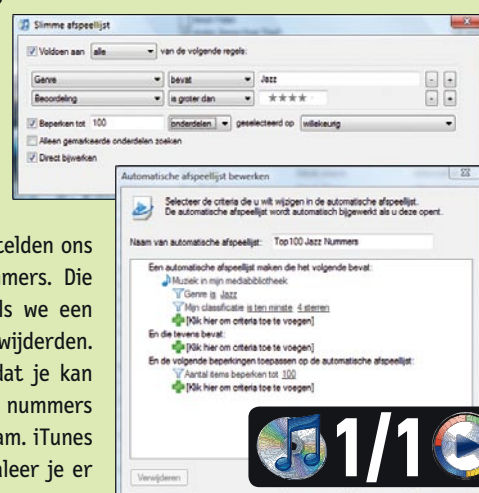 Slimme afspeellijst
Voldoen aan alle van de volgende regels:
Genre bevat Jazz
Beoordeling is groter dan ★★★★
Beperken tot 100 onderdelen geselecteerd op willekeurig
Alleen gemarkeerde onderdelen zoeken
Direct bijwerken
Automatische afspeellijst bewerken
Selecteer de criteria die u wilt wijzigen in de automatische afspeellijst.
De automatische afspeellijst wordt automatisch bijgewerkt als u deze opent.
Naam van automatische afspeellijst: Top100 Jazz Nummers
Een automatische afspeellijst maken die het volgende bevat:
Muziek in mijn mediabibliotheek
Genre is Jazz
Mijn classificatie is ten minste 4 sterren
[Klik hier om criteria toe te voegen]
En die tevens bevat:
[Klik hier om criteria toe te voegen]
En de volgende beperkingen toepassen op de automatische afspeellijst:
Aantal items beperken tot 100
[Klik hier om criteria toe te voegen]
Verwijderen
1/1
telden ons
mers. Die
ls we een
wijderden.
dat je kan
nummers
am. iTunes
aleer je er